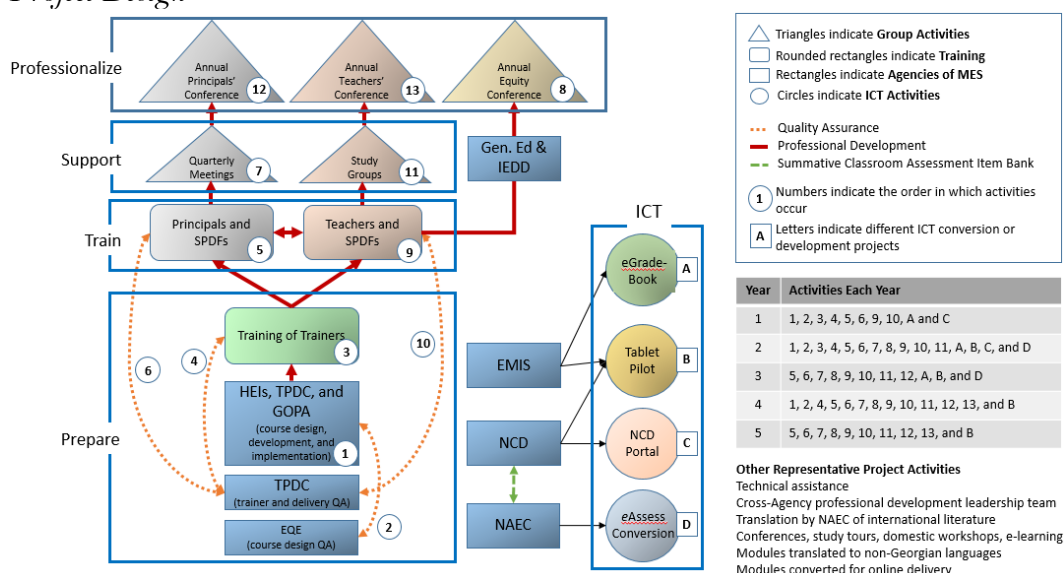 Project Design
Professionalize
Annual
Principals'
Conference
12
Annual
Teachers'
Conference
13
Annual
Equity
Conference
8
Support
Quarterly
Meetings
7
Study
Groups
11
Gen. Ed &
IEDD
Train
Principals and
SPDFs
5
Teachers and
SPDFs
9
Prepare
Training of Trainers
3
6
4
10
HEIs, TPDC, and
GOPA
(course design,
development, and
implementation)
1
TPDC
(trainer and delivery QA)
EQE
(course design QA)
2
ICT
EMIS
NCD
NAEC
eGrade-
Book
A
Tablet
Pilot
B
NCD
Portal
C
eAssess
Conversion
D
Triangles indicate Group Activities
Rounded rectangles indicate Training
Rectangles indicate Agencies of MES
Circles indicate ICT Activities
Quality Assurance
Professional Development
Summative Classroom Assessment Item Bank
1
Numbers indicate the order in which activities
occur
A
Letters indicate different ICT conversion or
development projects
Year Activities Each Year
1 1, 2, 3, 4, 5, 6, 9, 10, A and C
2 1, 2, 3, 4, 5, 6, 7, 8, 9, 10, 11, A, B, C, and D
3 5, 6, 7, 8, 9, 10, 11, 12, A, B, and D
4 1, 2, 4, 5, 6, 7, 8, 9, 10, 11, 12, 13, and B
5 5, 6, 7, 8, 9, 10, 11, 12, 13, and B
Other Representative Project Activities
Technical assistance
Cross-Agency professional development leadership team
Translation by NAEC of international literature
Conferences, study tours, domestic workshops, e-learning
Modules translated to non-Georgian languages
Modules converted for online delivery